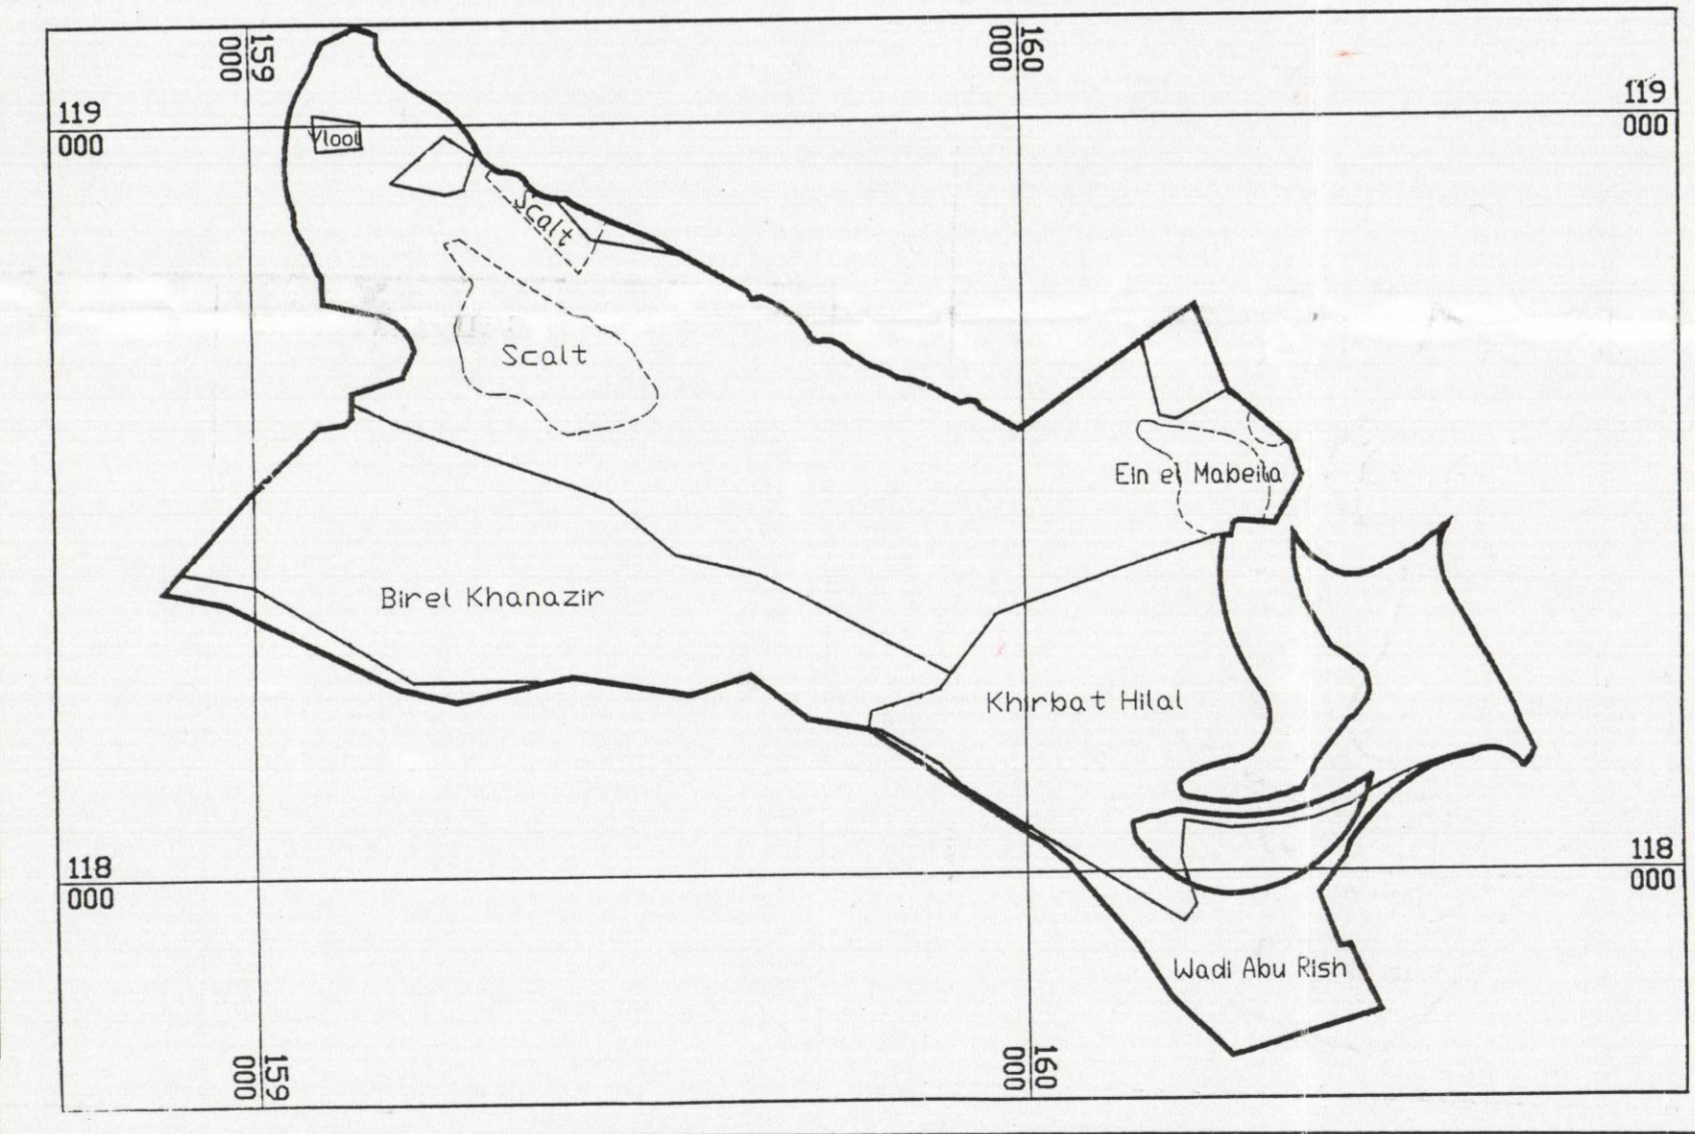 159
000
160
000
119
000
119
000
Vlool
Scalt
Scalt
Ein el Mabeila
Birel Khanazir
Khirbat Hilal
118
000
118
000
Wadi Abu Rish
159
000
160
000